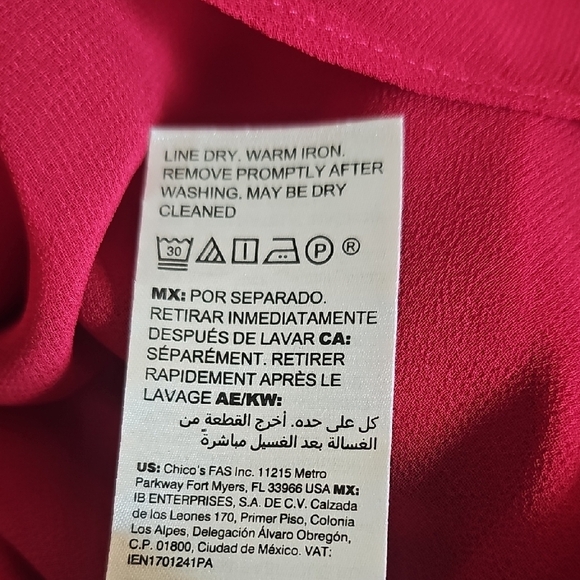 LINE DRY. WARM IRON.
REMOVE PROMPTLY AFTER
WASHING. MAY BE DRY
CLEANED
30 P ®
MX: POR SEPARADO.
RETIRAR INMEDIATAMENTE
DESPUÉS DE LAVAR CA:
SÉPARÉMENT. RETIRER
RAPIDEMENT APRÈS LE
LAVAGE AE/KW:
كل على حده. أخرج القطعة من
الغسالة بعد الغسيل مباشرة
US: Chico's FAS Inc. 11215 Metro
Parkway Fort Myers, FL 33966 USA MX:
IB ENTERPRISES, S.A. DE C.V. Calzada
de los Leones 170, Primer Piso, Colonia
Los Alpes, Delegación Álvaro Obregón,
C.P. 01800, Ciudad de México. VAT:
IEN1701241PA